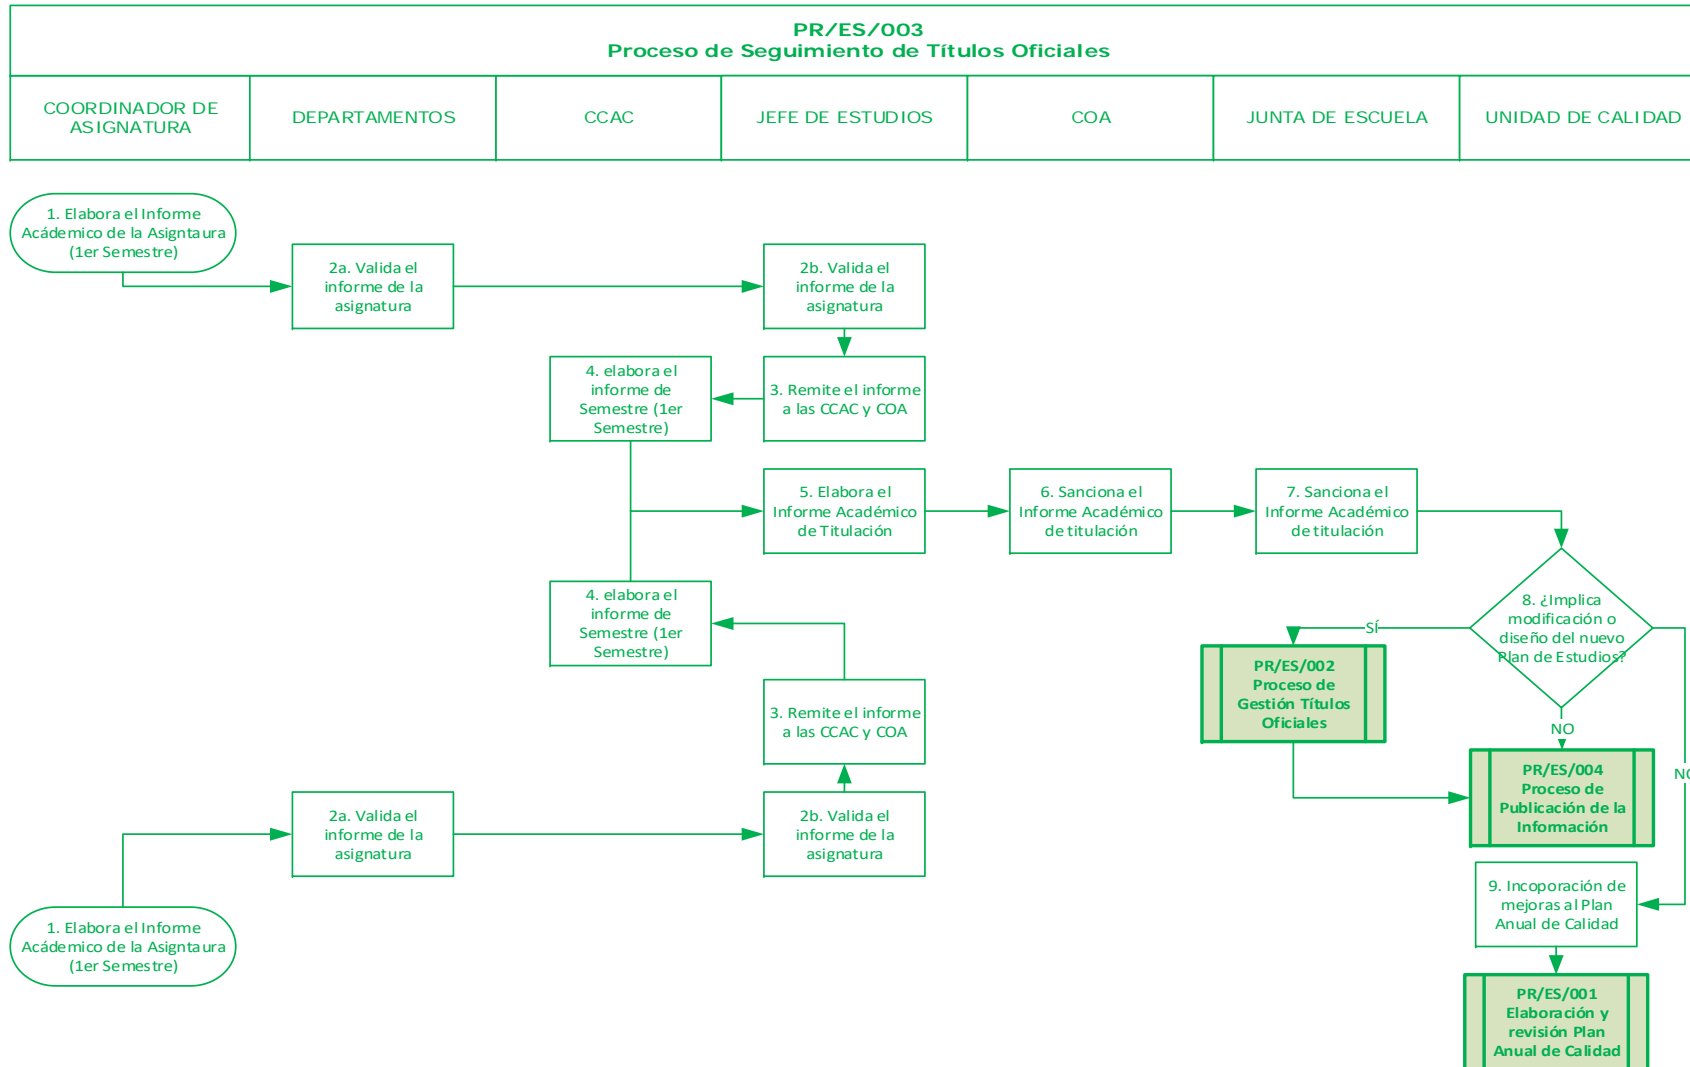 PR/ES/003
Proceso de Seguimiento de Títulos Oficiales
COORDINADOR DE
ASIGNATURA
DEPARTAMENTOS
CCAC
JEFE DE ESTUDIOS
COA
JUNTA DE ESCUELA
UNIDAD DE CALIDAD
1. Elabora el Informe
Acádemico de la Asigntaura
(1er Semestre)
2a. Valida el
informe de la
asignatura
2b. Valida el
informe de la
asignatura
4. elabora el
informe de
Semestre (1er
Semestre)
3. Remite el informe
a las CCAC y COA
5. Elabora el
Informe Académico
de Titulación
6. Sanciona el
Informe Académico
de titulación
7. Sanciona el
Informe Académico
de titulación
8. ¿Implica
modificación o
diseño del nuevo
Plan de Estudios?
SÍ
NO
NO
4. elabora el
informe de
Semestre (1er
Semestre)
PR/ES/002
Proceso de
Gestión Títulos
Oficiales
3. Remite el informe
a las CCAC y COA
PR/ES/004
Proceso de
Publicación de la
Información
2a. Valida el
informe de la
asignatura
2b. Valida el
informe de la
asignatura
9. Incoporación de
mejoras al Plan
Anual de Calidad
1. Elabora el Informe
Acádemico de la Asigntaura
(1er Semestre)
PR/ES/001
Elaboración y
revisión Plan
Anual de Calidad